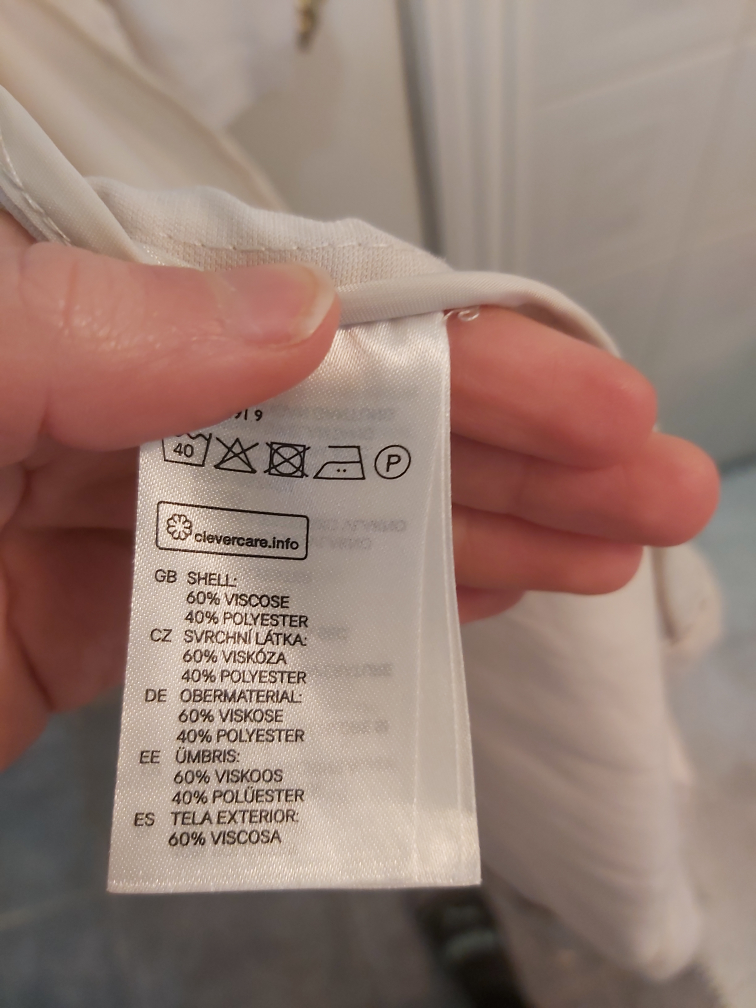 40 P
clevercare.info
GB SHELL:
60% VISCOSE
40% POLYESTER
CZ SVRCHNÍ LÁTKA:
60% VISKÓZA
40% POLYESTER
DE OBERMATERIAL:
60% VISKOSE
40% POLYESTER
EE ÜMBRIS:
60% VISKOOS
40% POLÜESTER
ES TELA EXTERIOR:
60% VISCOSA